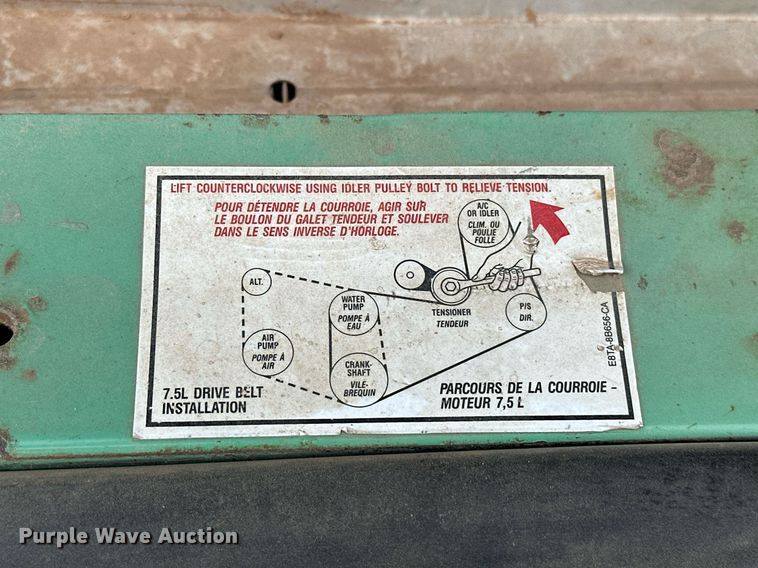 LIFT COUNTERCLOCKWISE USING IDLER PULLEY BOLT TO RELIEVE TENSION.
POUR DÉTENDRE LA COURROIE, AGIR SUR
LE BOULON DU GALET TENDEUR ET SOULEVER
DANS LE SENS INVERSE D'HORLOGE.
A/C
OR IDLER
CLIM. OU
POULIE
FOLLE
ALT.
WATER
PUMP
POMPE À
EAU
TENSIONER
TENDEUR
P/S
DIR.
AIR
PUMP
POMPE À
AIR
CRANK-
SHAFT
VILE-
BREQUIN
E8TA-8B656-CA
7.5L DRIVE BELT
INSTALLATION
PARCOURS DE LA COURROIE -
MOTEUR 7,5 L
Purple Wave Auction